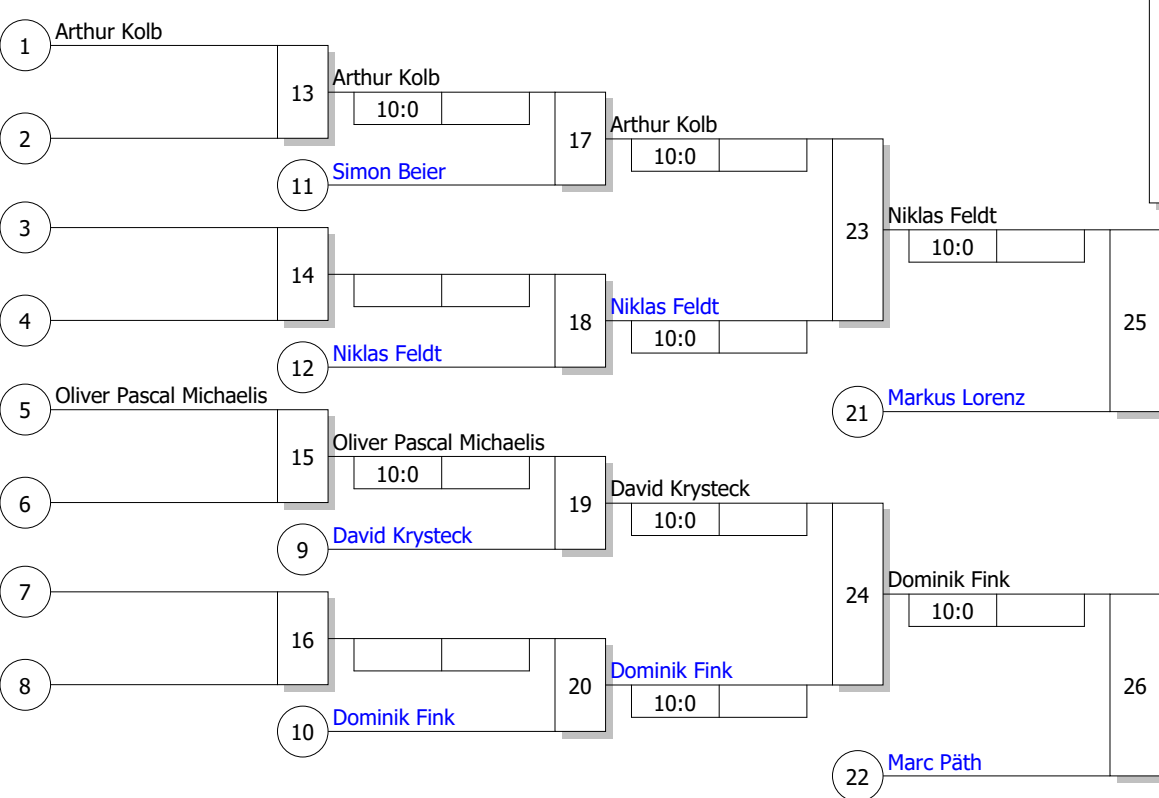 1 Arthur Kolb
13 Arthur Kolb
10:0
2
17 Arthur Kolb
10:0
11 Simon Beier
3
23 Niklas Feldt
10:0
14
4
18 Niklas Feldt
10:0
25
12 Niklas Feldt
5 Oliver Pascal Michaelis
21 Markus Lorenz
15 Oliver Pascal Michaelis
10:0
6
19 David Krysteck
10:0
9 David Krysteck
7
24 Dominik Fink
10:0
16
8
20 Dominik Fink
10:0
26
10 Dominik Fink
22 Marc Päth